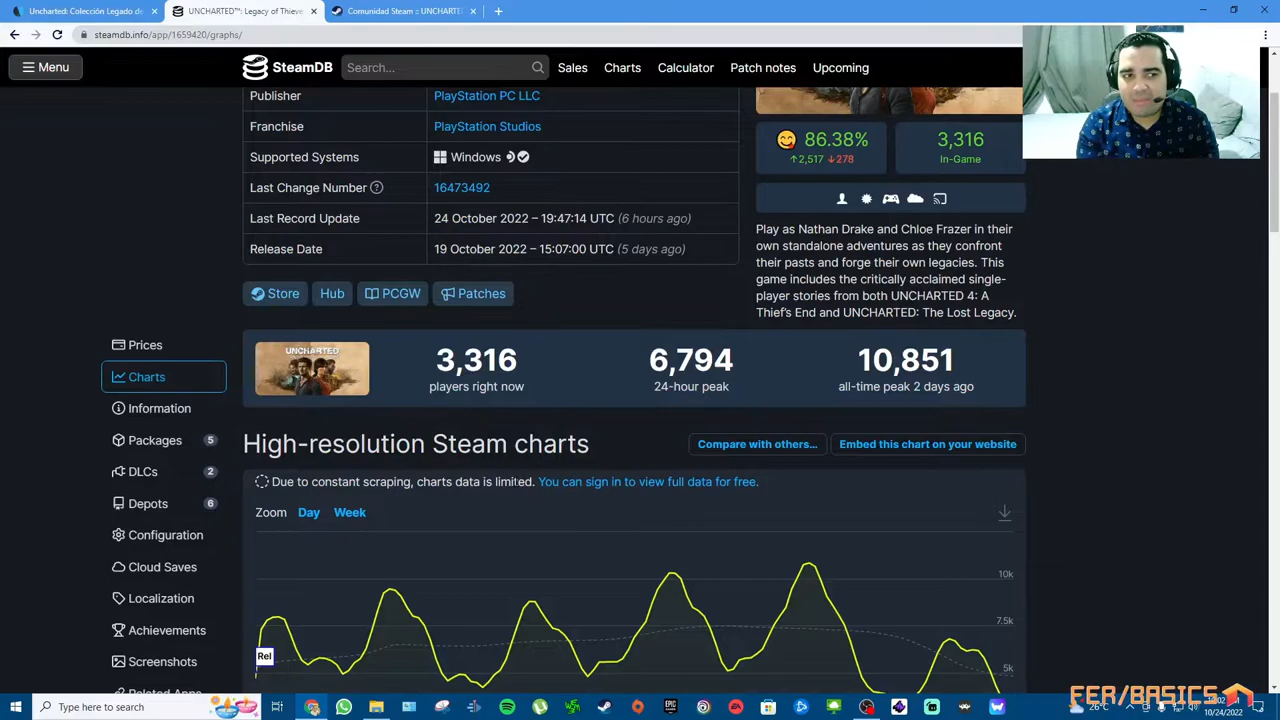 Uncharted: Colección Legado de
UNCHARTED™: Legacy of Thieve
Comunidad Steam :: UNCHARTED
steamdb.info/app/1659420/graphs/
Menu
SteamDB
Search...
Sales
Charts
Calculator
Patch notes
Upcoming
Publisher
PlayStation PC LLC
Franchise
PlayStation Studios
Supported Systems
Windows
Last Change Number
16473492
Last Record Update
24 October 2022 – 19:47:14 UTC (6 hours ago)
Release Date
19 October 2022 – 15:07:00 UTC (5 days ago)
Store
Hub
PCGW
Patches
86.38%
↑2,517 ↓278
3,316
In-Game
Play as Nathan Drake and Chloe Frazer in their
own standalone adventures as they confront
their pasts and forge their own legacies. This
game includes the critically acclaimed single-
player stories from both UNCHARTED 4: A
Thief's End and UNCHARTED: The Lost Legacy.
Prices
Charts
Information
Packages 5
DLCs 2
Depots 6
Configuration
Cloud Saves
Localization
Achievements
Screenshots
Related Apps
UNCHARTED
3,316
players right now
6,794
24-hour peak
10,851
all-time peak 2 days ago
High-resolution Steam charts
Compare with others...
Embed this chart on your website
Due to constant scraping, charts data is limited. You can sign in to view full data for free.
Zoom
Day
Week
10k
7.5k
5k
Rel
Type here to search
EPIC
EA
26°C
10/24/2022
FER/BASICS